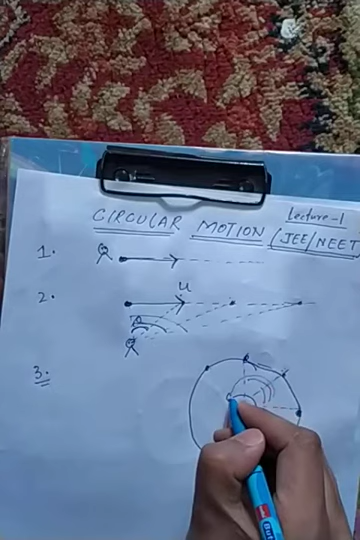 Lecture-1
CIRCULAR MOTION (JEE/NEET)
1.
2.
u
3.